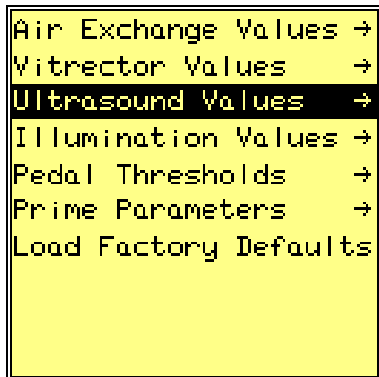 Air Exchange Values →
Vitrector Values →
Ultrasound Values →
Illumination Values →
Pedal Thresholds →
Prime Parameters →
Load Factory Defaults